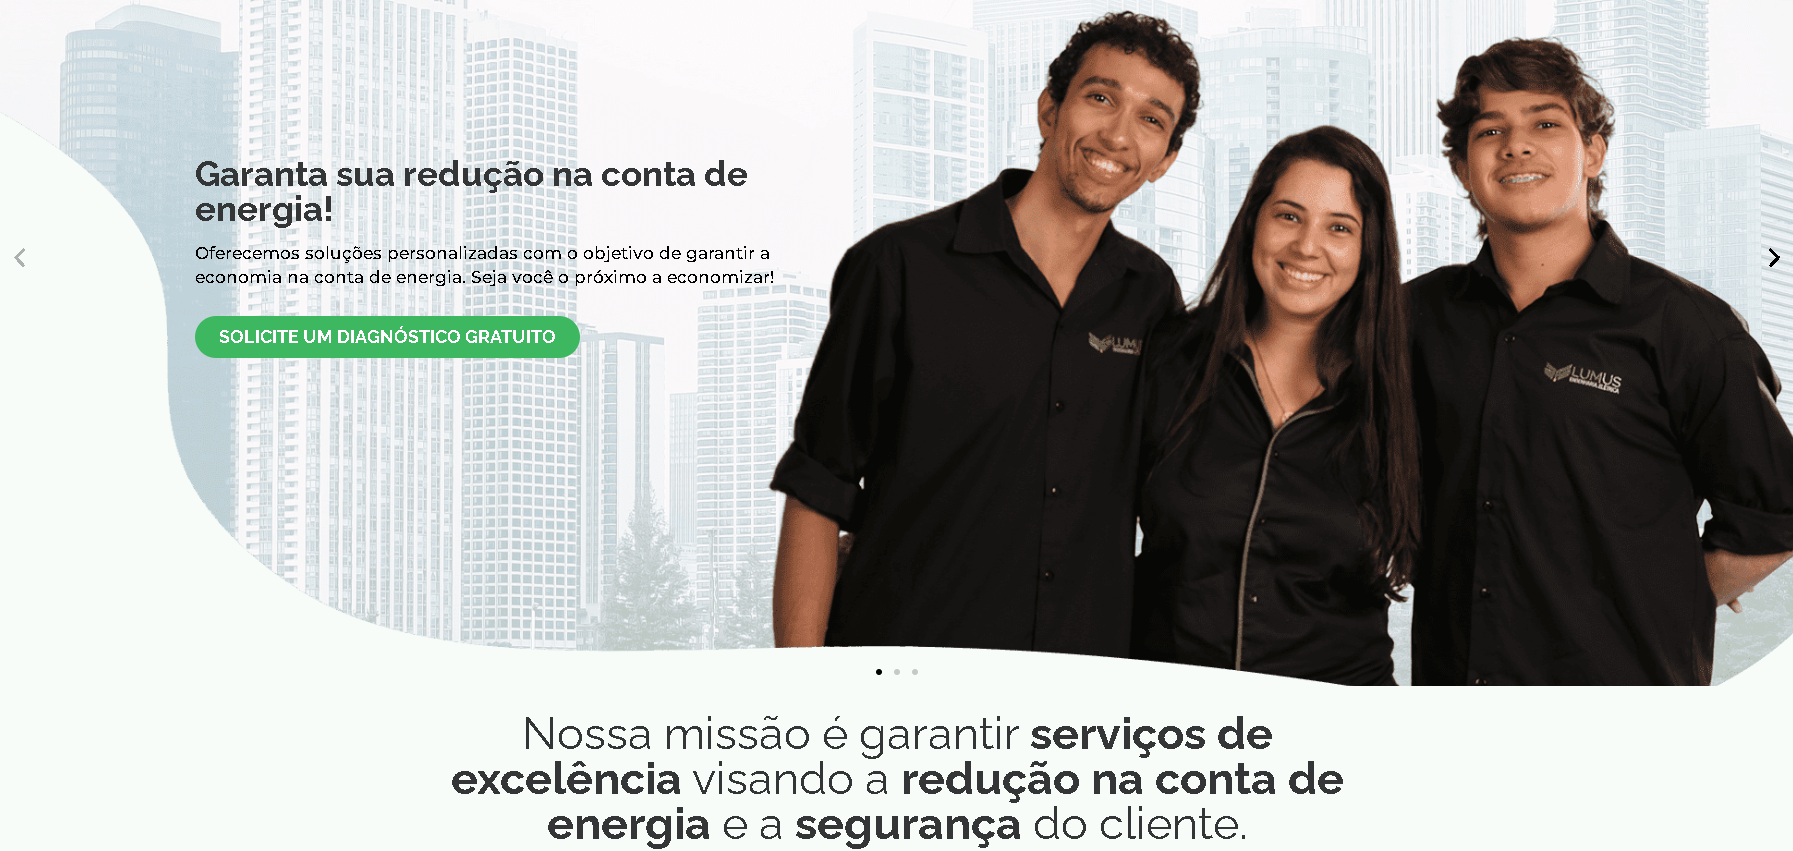 Garanta sua redução na conta de
energia!
Oferecemos soluções personalizadas com o objetivo de garantir a
economia na conta de energia. Seja você o próximo a economizar!
SOLICITE UM DIAGNÓSTICO GRATUITO
LUMUS
ENGENHARIA ELÉTRICA
Nossa missão é garantir serviços de
excelência visando a redução na conta de
energia e a segurança do cliente.